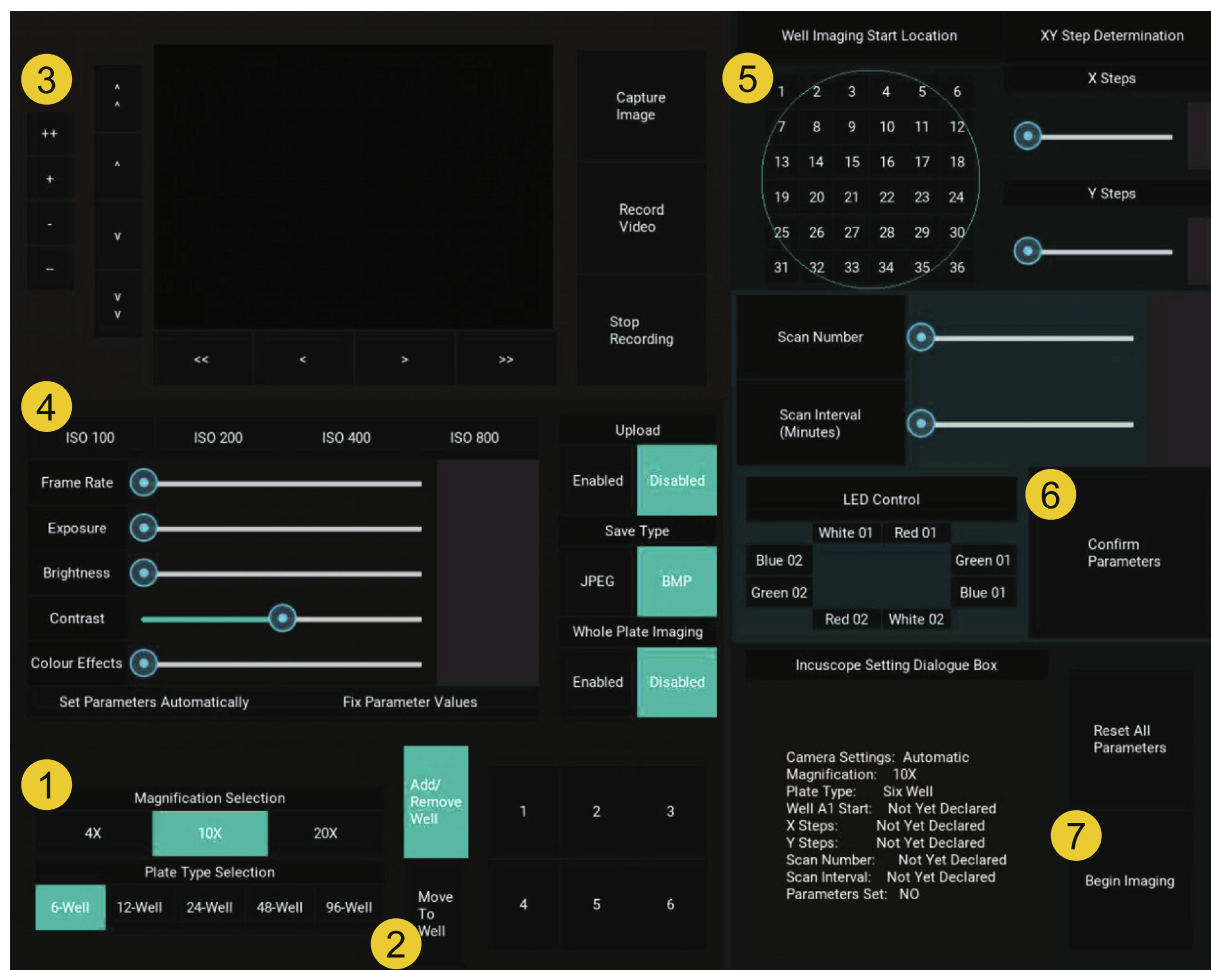 3
^
^
++
^
+
-
v
--
v
v
<<
<
>
>>
Capture
Image
Record
Video
Stop
Recording
Well Imaging Start Location
5
1 2 3 4 5 6
7 8 9 10 11 12
13 14 15 16 17 18
19 20 21 22 23 24
25 26 27 28 29 30
31 32 33 34 35 36
XY Step Determination
X Steps
Y Steps
Scan Number
Scan Interval
(Minutes)
4
ISO 100 ISO 200 ISO 400 ISO 800
Frame Rate
Exposure
Brightness
Contrast
Colour Effects
Set Parameters Automatically Fix Parameter Values
Upload
Enabled Disabled
Save Type
JPEG BMP
Whole Plate Imaging
Enabled Disabled
LED Control
White 01 Red 01
Blue 02 Green 01
Green 02 Blue 01
Red 02 White 02
6
Confirm
Parameters
1
Magnification Selection
4X 10X 20X
Plate Type Selection
6-Well 12-Well 24-Well 48-Well 96-Well
Add/
Remove
Well
Move
To
Well
2
1 2 3
4 5 6
Incuscope Setting Dialogue Box
Camera Settings: Automatic
Magnification: 10X
Plate Type: Six Well
Well A1 Start: Not Yet Declared
X Steps: Not Yet Declared
Y Steps: Not Yet Declared
Scan Number: Not Yet Declared
Scan Interval: Not Yet Declared
Parameters Set: NO
Reset All
Parameters
7
Begin Imaging